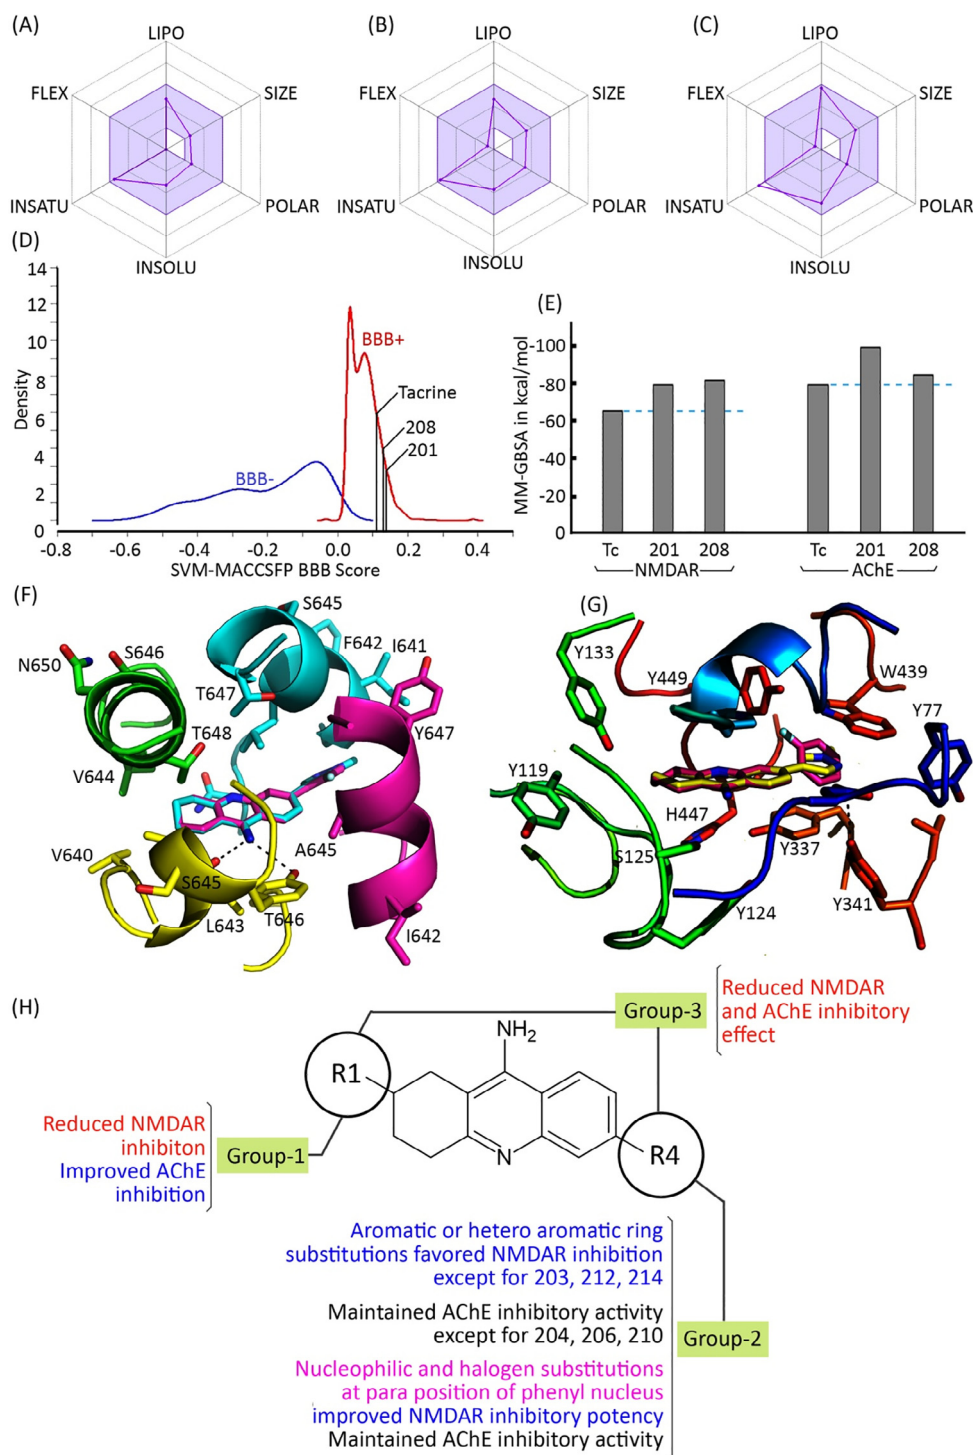 (A)
LIPO
FLEX
SIZE
INSATU
POLAR
INSOLU
(B)
LIPO
FLEX
SIZE
INSATU
POLAR
INSOLU
(C)
LIPO
FLEX
SIZE
INSATU
POLAR
INSOLU
(D)
14
12
10
8
6
4
2
0
Density
BBB+
BBB-
Tacrine
208
201
-0.8
-0.6
-0.4
-0.2
0.0
0.2
0.4
SVM-MACCSFP BBB Score
(E)
MM-GBSA in kcal/mol
-100
-80
-60
-40
-20
0
Tc 201 208
NMDAR
Tc 201 208
AChE
(F)
S645
F642
I641
N650
S646
T647
Y647
T648
V644
V640
A645
S645
L643
T646
I642
(G)
Y133
Y449
W439
Y77
Y119
H447
S125
Y337
Y124
Y341
(H)
Group-3
Reduced NMDAR
and AChE inhibitory
effect
NH2
R1
N
R4
Reduced NMDAR
inhibiton
Improved AChE
inhibition
Group-1
Aromatic or hetero aromatic ring
substitutions favored NMDAR inhibition
except for 203, 212, 214
Maintained AChE inhibitory activity
except for 204, 206, 210
Group-2
Nucleophilic and halogen substitutions
at para position of phenyl nucleus
improved NMDAR inhibitory potency
Maintained AChE inhibitory activity